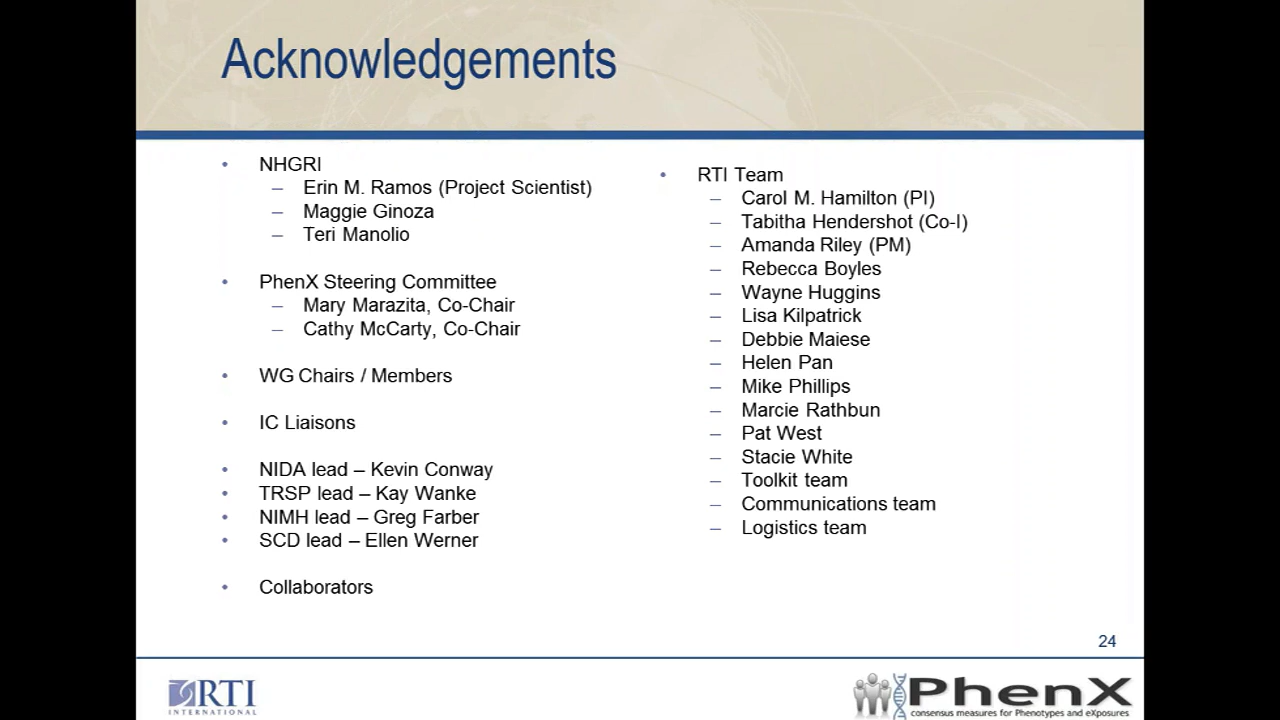 Acknowledgements
• NHGRI
– Erin M. Ramos (Project Scientist)
– Maggie Ginoza
– Teri Manolio
• PhenX Steering Committee
– Mary Marazita, Co-Chair
– Cathy McCarty, Co-Chair
• WG Chairs / Members
• IC Liaisons
• NIDA lead – Kevin Conway
• TRSP lead – Kay Wanke
• NIMH lead – Greg Farber
• SCD lead – Ellen Werner
• Collaborators
• RTI Team
– Carol M. Hamilton (PI)
– Tabitha Hendershot (Co-I)
– Amanda Riley (PM)
– Rebecca Boyles
– Wayne Huggins
– Lisa Kilpatrick
– Debbie Maiese
– Helen Pan
– Mike Phillips
– Marcie Rathbun
– Pat West
– Stacie White
– Toolkit team
– Communications team
– Logistics team
24
RTI
INTERNATIONAL
PhenX
consensus measures for Phenotypes and eXposures